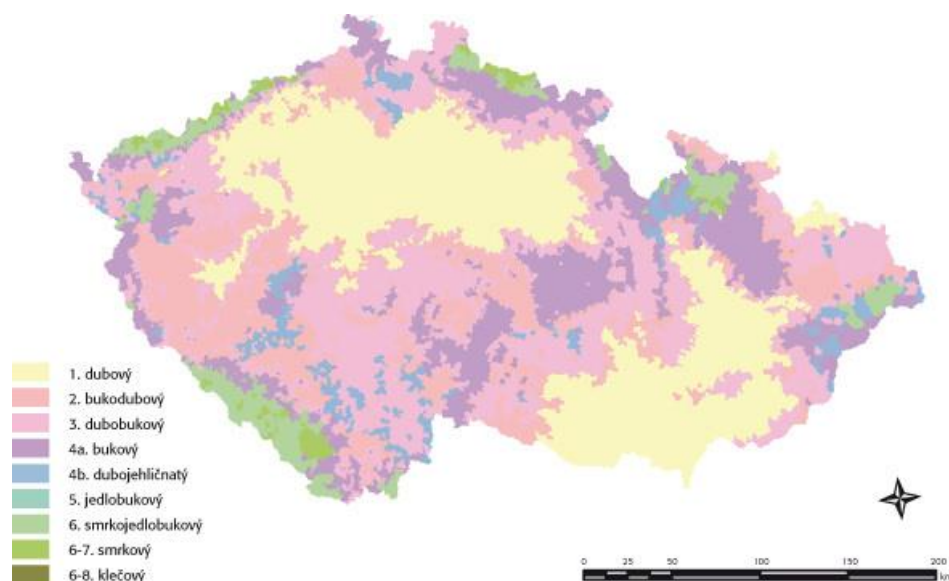 1. dubový
2. bukodubový
3. dubobukový
4a. bukový
4b. dubojehličnatý
5. jedlobukový
6. smrkojedlobukový
6-7. smrkový
6-8. klečový
0 25 50 100 150 200
km